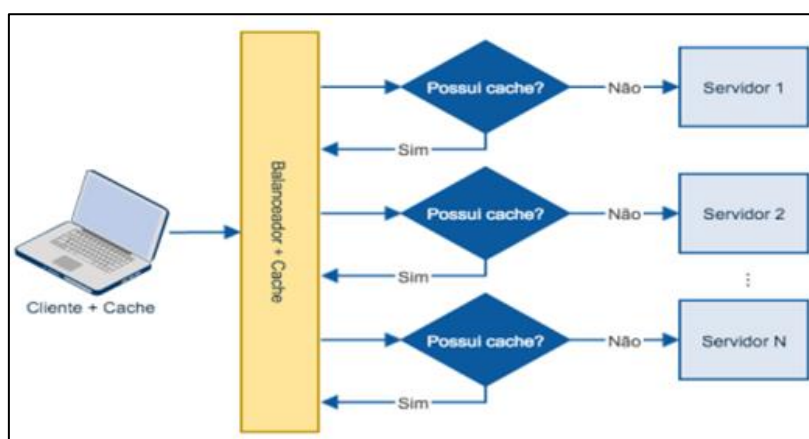 Possui cache?
Não
Servidor 1
Sim
Balanceador + Cache
Possui cache?
Não
Servidor 2
Sim
Cliente + Cache
⋮
Possui cache?
Não
Servidor N
Sim